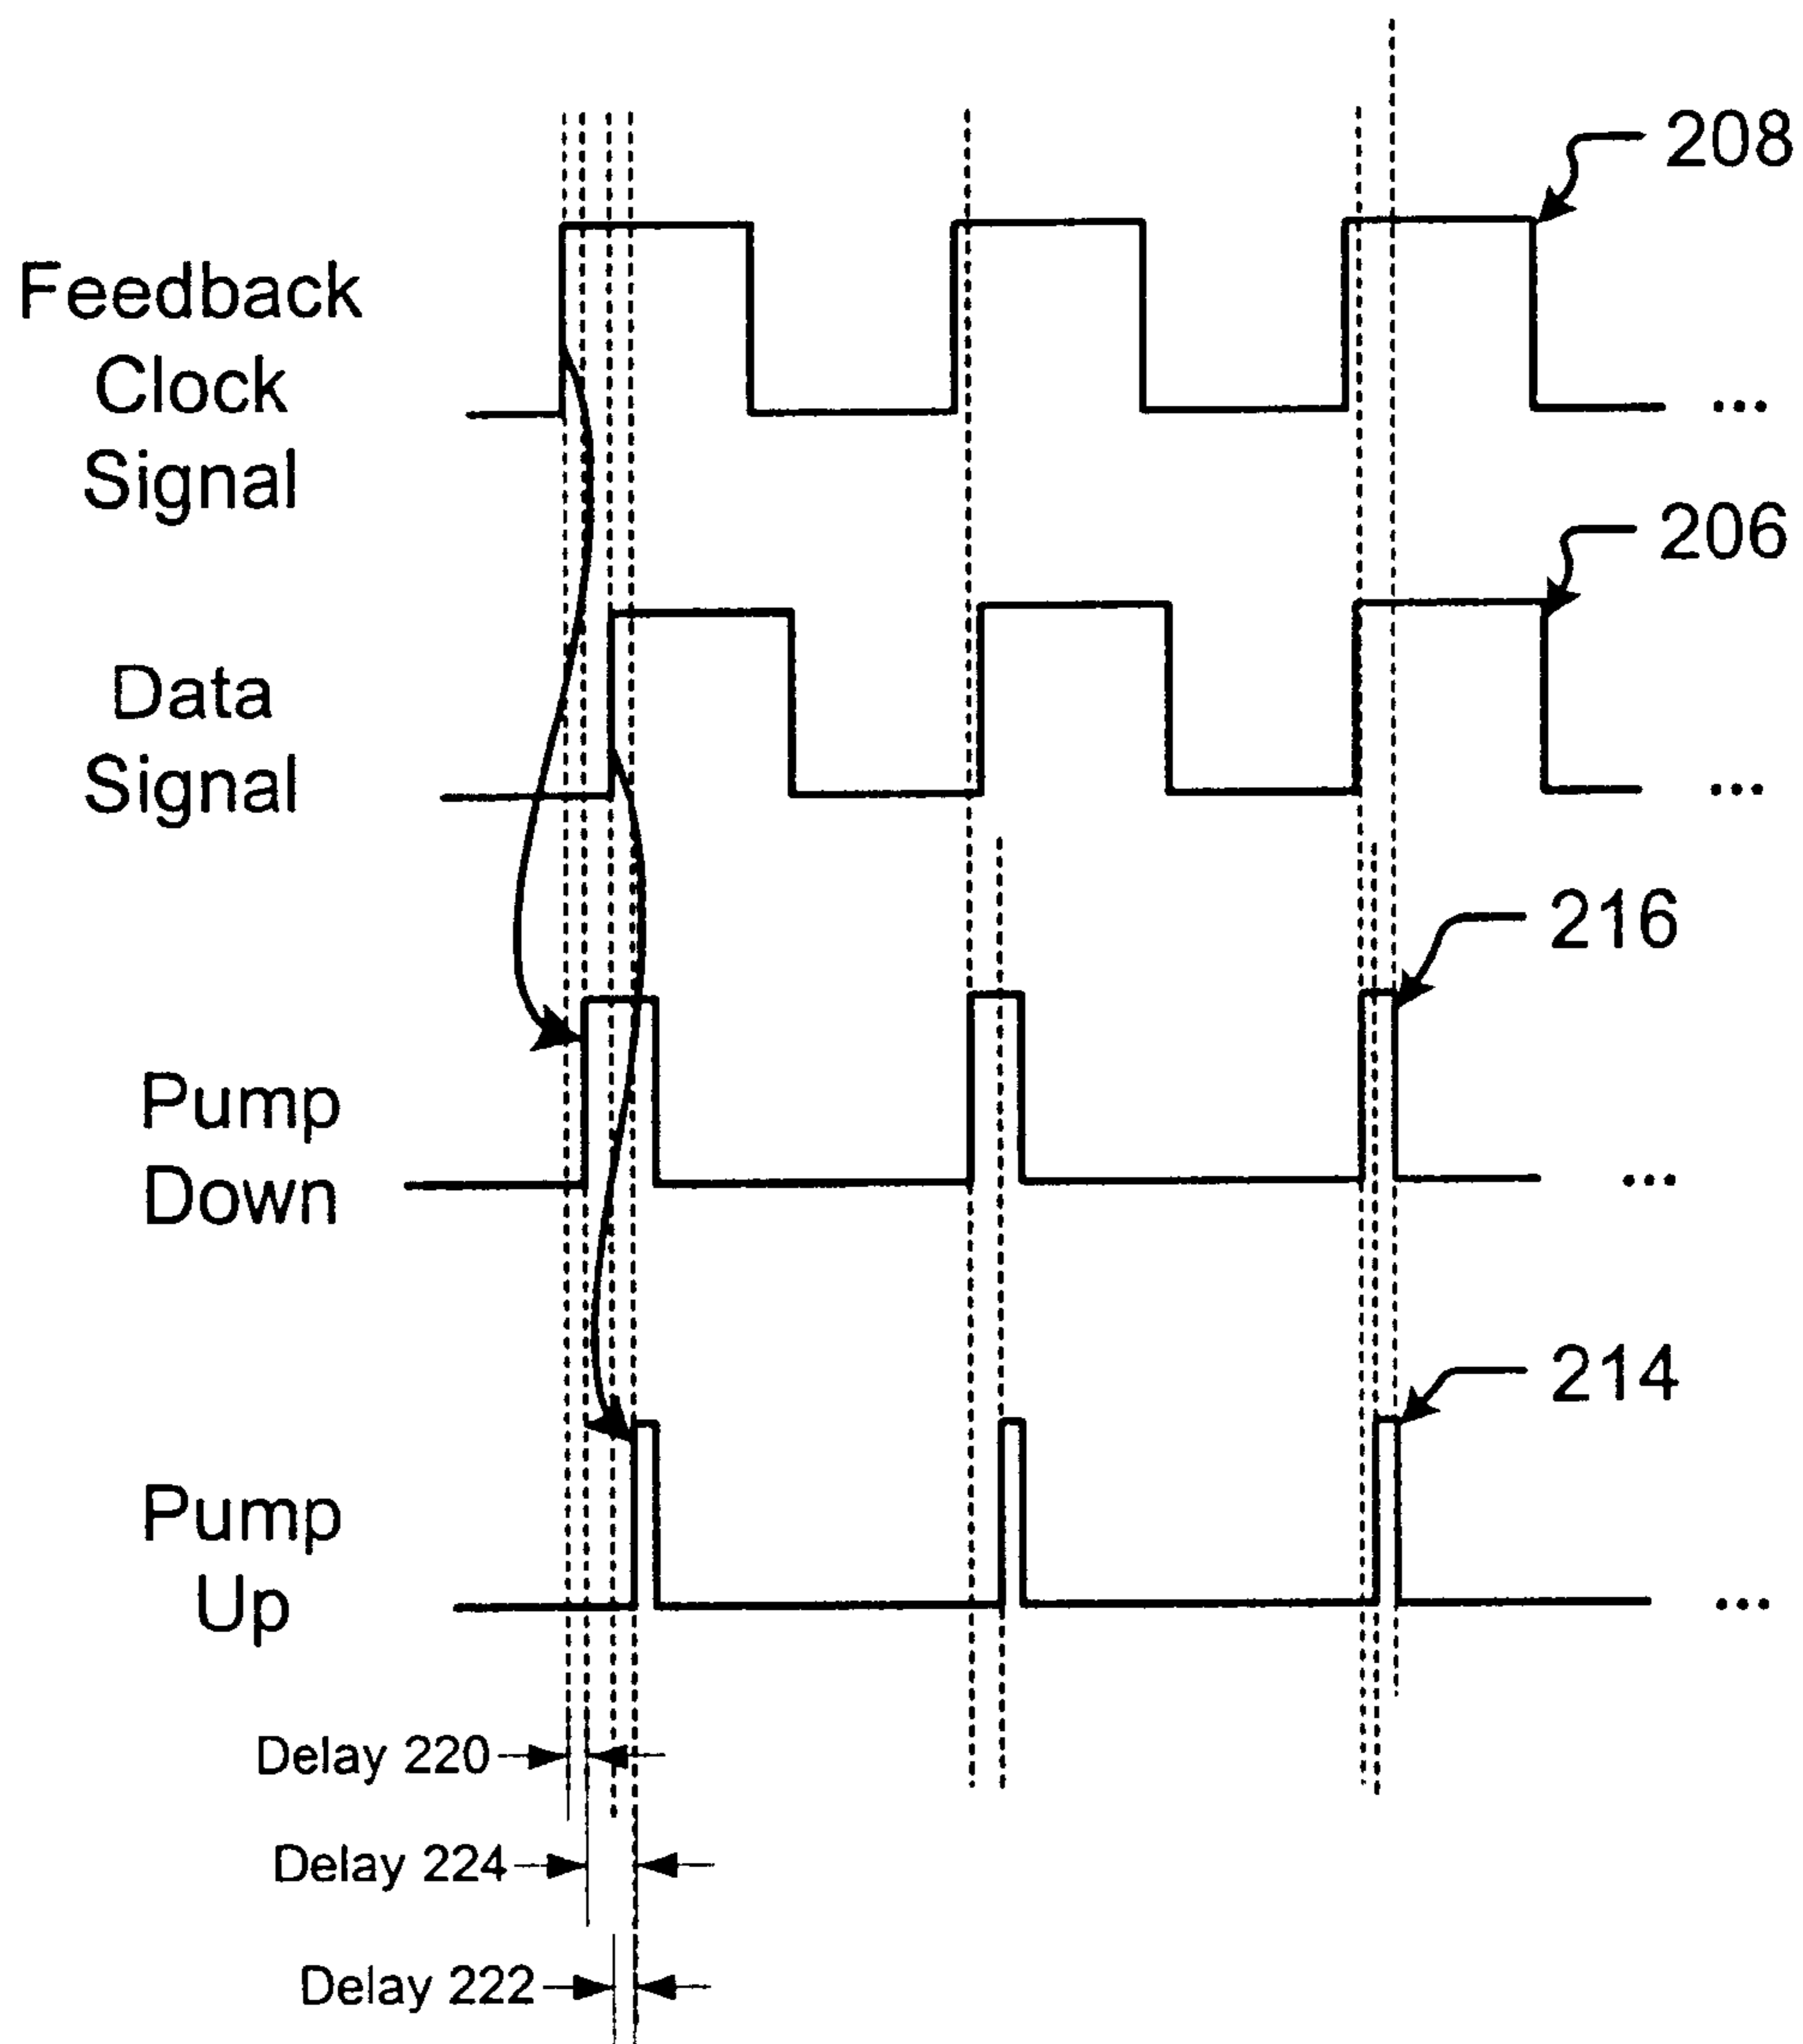 208
Feedback
Clock
Signal
...
206
Data
Signal
...
216
Pump
Down
...
214
Pump
Up
...
Delay 220
Delay 224
Delay 222